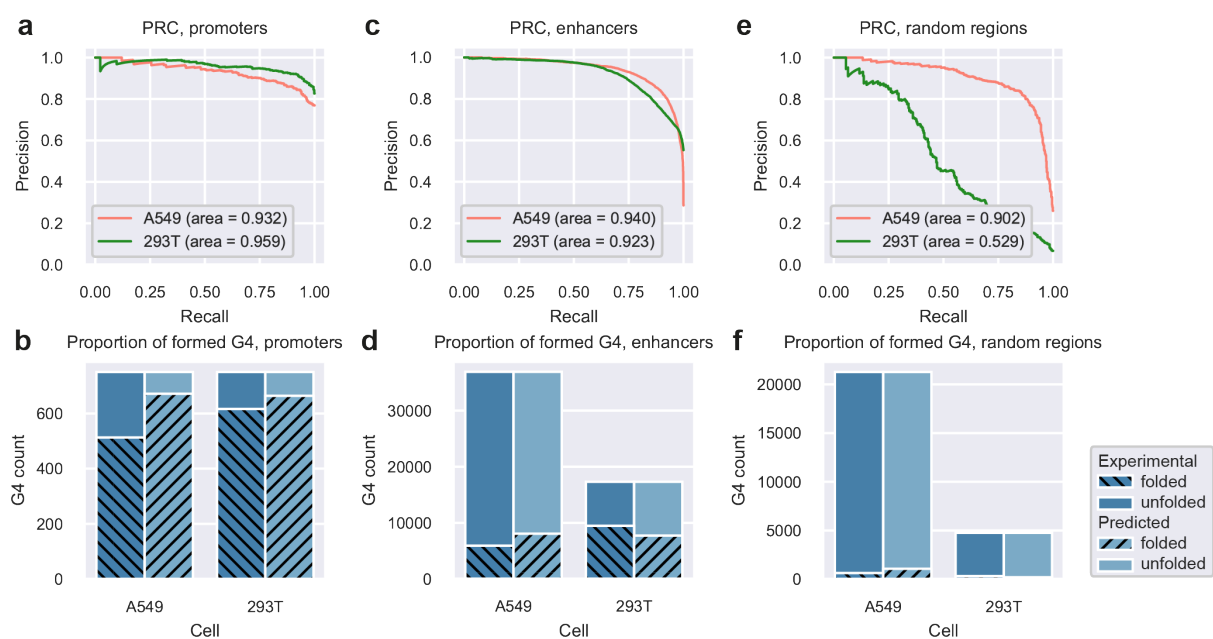 a
PRC, promoters
1.0
0.8
0.6
0.4
0.2
0.0
Precision
A549 (area = 0.932)
293T (area = 0.959)
0.00 0.25 0.50 0.75 1.00
Recall
c
PRC, enhancers
1.0
0.8
0.6
0.4
0.2
0.0
Precision
A549 (area = 0.940)
293T (area = 0.923)
0.00 0.25 0.50 0.75 1.00
Recall
e
PRC, random regions
1.0
0.8
0.6
0.4
0.2
0.0
Precision
A549 (area = 0.902)
293T (area = 0.529)
0.00 0.25 0.50 0.75 1.00
Recall
b
Proportion of formed G4, promoters
600
400
200
0
G4 count
A549 293T
Cell
d
Proportion of formed G4, enhancers
30000
20000
10000
0
G4 count
A549 293T
Cell
f
Proportion of formed G4, random regions
20000
15000
10000
5000
0
G4 count
A549 293T
Cell
Experimental
folded
unfolded
Predicted
folded
unfolded